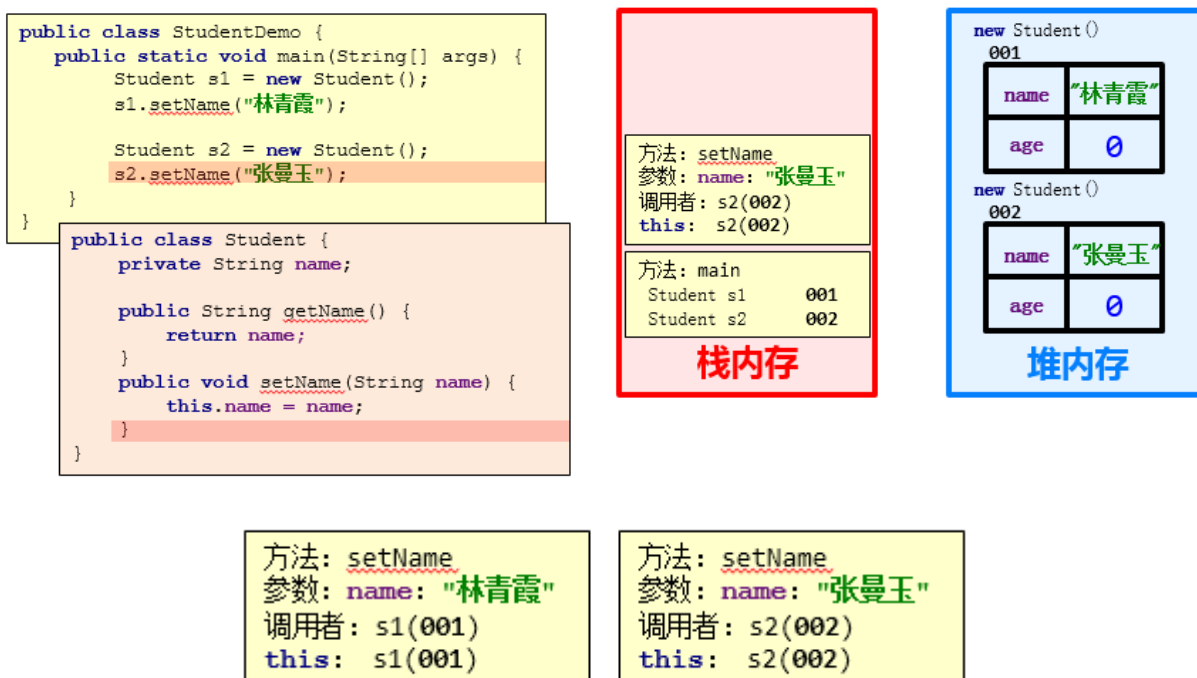 public class StudentDemo {
public static void main(String[] args) {
Student s1 = new Student();
s1.setName("林青霞");
Student s2 = new Student();
s2.setName("张曼玉");
}
}
public class Student {
private String name;
public String getName() {
return name;
}
public void setName(String name) {
this.name = name;
}
}
方法: setName
参数: name: "张曼玉"
调用者: s2(002)
this: s2(002)
方法: main
Student s1 001
Student s2 002
栈内存
new Student()
001
name "林青霞"
age 0
new Student()
002
name "张曼玉"
age 0
堆内存
方法: setName
参数: name: "林青霞"
调用者: s1(001)
this: s1(001)
方法: setName
参数: name: "张曼玉"
调用者: s2(002)
this: s2(002)